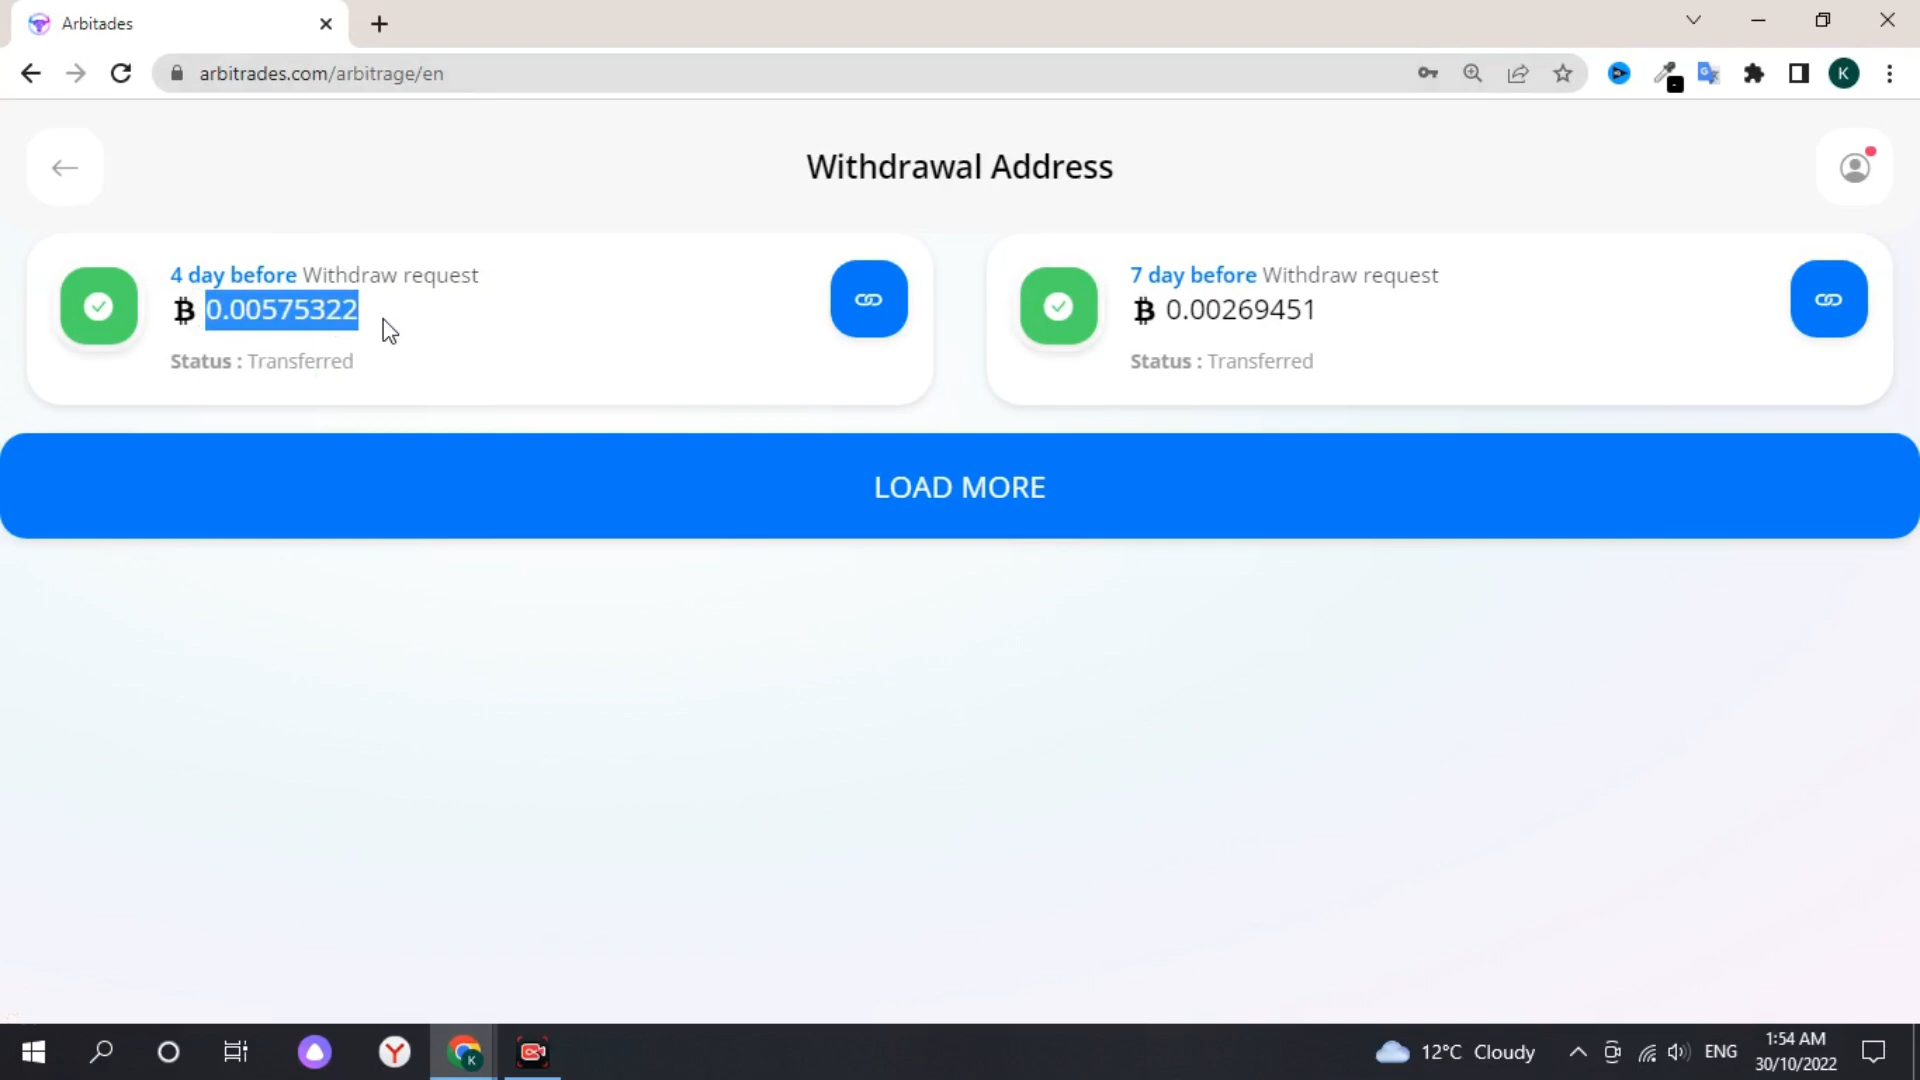 Arbitades
arbitrades.com/arbitrage/en
K
Withdrawal Address
4 day before Withdraw request
0.00575322
Status : Transferred
7 day before Withdraw request
0.00269451
Status : Transferred
LOAD MORE
K
12°C Cloudy
ENG
1:54 AM
30/10/2022